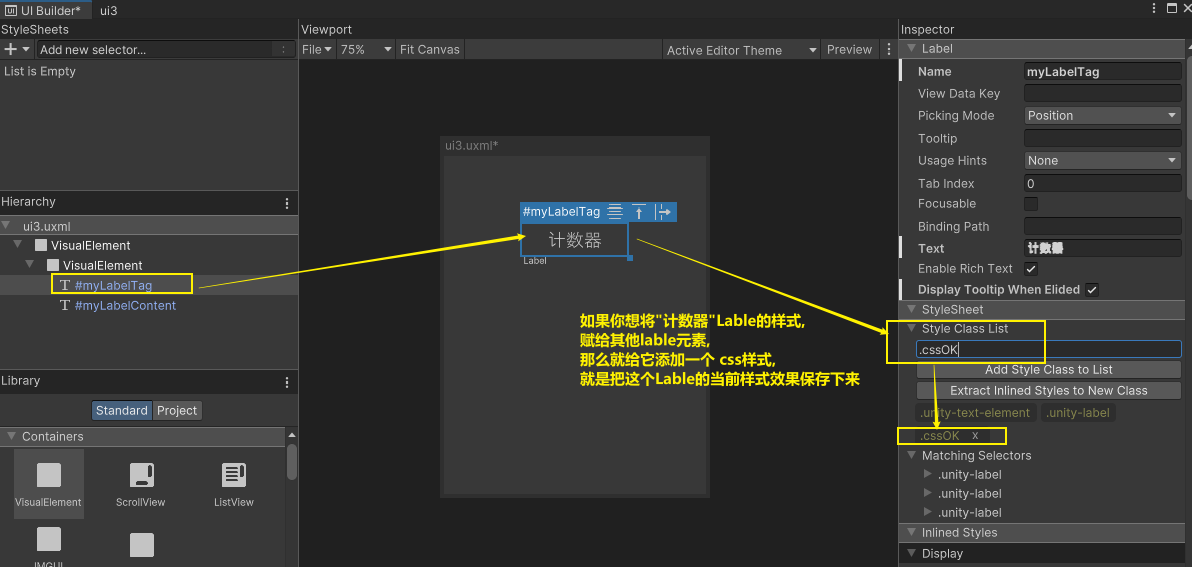 UI Builder*
ui3
StyleSheets
Add new selector...
List is Empty
Hierarchy
ui3.uxml
VisualElement
VisualElement
#myLabelTag
#myLabelContent
Library
Standard
Project
Containers
VisualElement
ScrollView
ListView
IMGUI
Viewport
File
75%
Fit Canvas
Active Editor Theme
Preview
ui3.uxml*
#myLabelTag
计数器
Label
如果你想将"计数器"Lable的样式,
赋给其他lable元素,
那么就给它添加一个 css样式,
就是把这个Lable的当前样式效果保存下来
Inspector
Label
Name
myLabelTag
View Data Key
Picking Mode
Position
Tooltip
Usage Hints
None
Tab Index
0
Focusable
Binding Path
Text
计数器
Enable Rich Text
Display Tooltip When Elided
StyleSheet
Style Class List
.cssOK
Add Style Class to List
Extract Inlined Styles to New Class
.unity-text-element
.unity-label
.cssOK x
Matching Selectors
.unity-label
.unity-label
.unity-label
Inlined Styles
Display